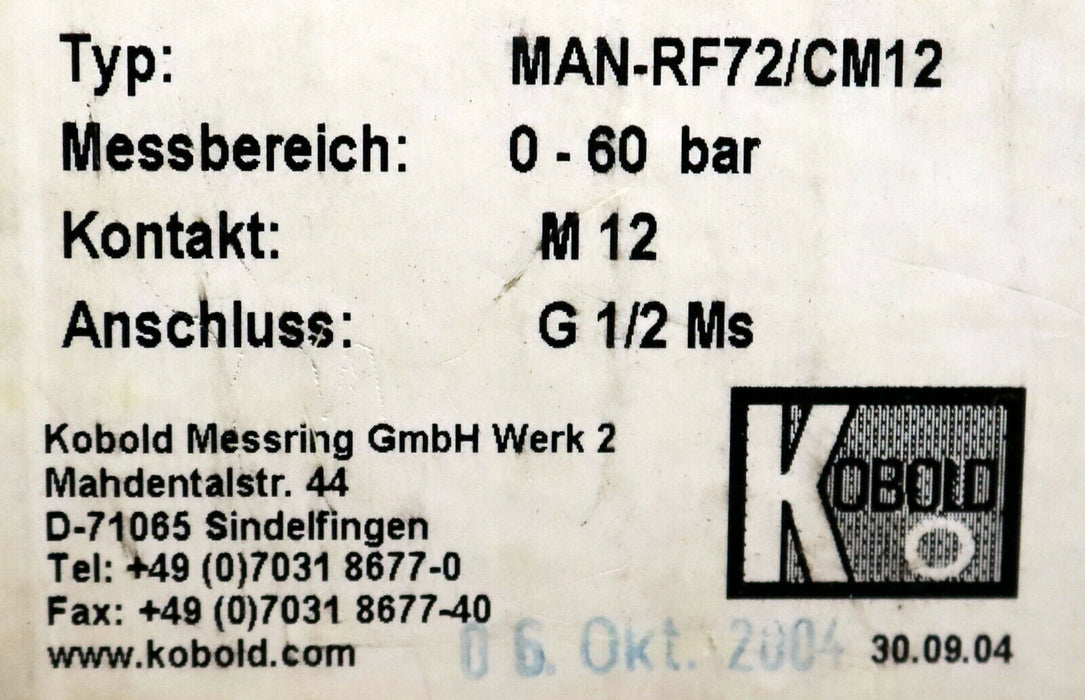 Typ: MAN-RF72/CM12
Messbereich: 0 - 60 bar
Kontakt: M 12
Anschluss: G 1/2 Ms
Kobold Messring GmbH Werk 2
Mahdentalstr. 44
D-71065 Sindelfingen
Tel: +49 (0)7031 8677-0
Fax: +49 (0)7031 8677-40
www.kobold.com
KOBOLD
06. Okt. 2004
30.09.04